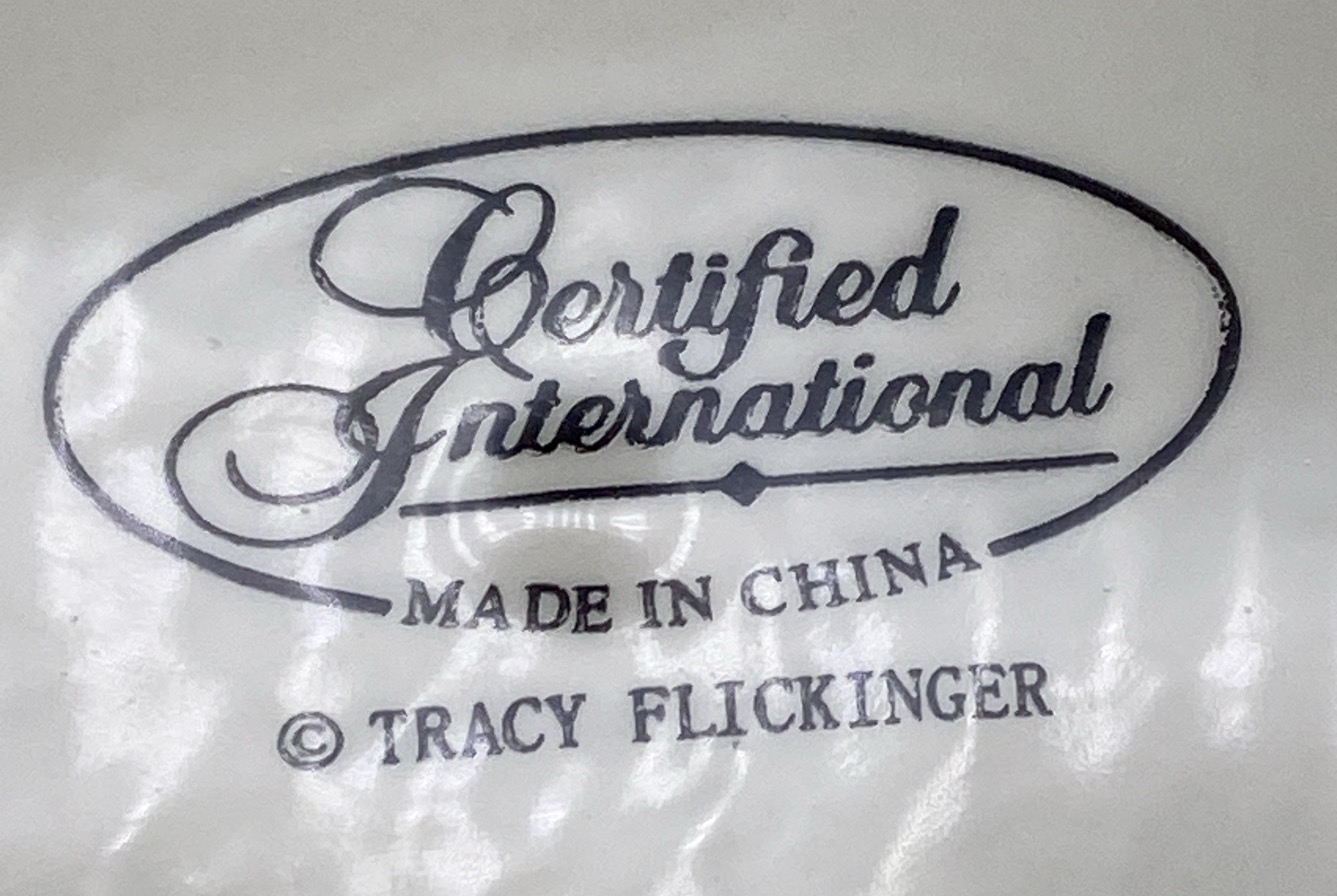 Certified
International
MADE IN CHINA
© TRACY FLICKINGER